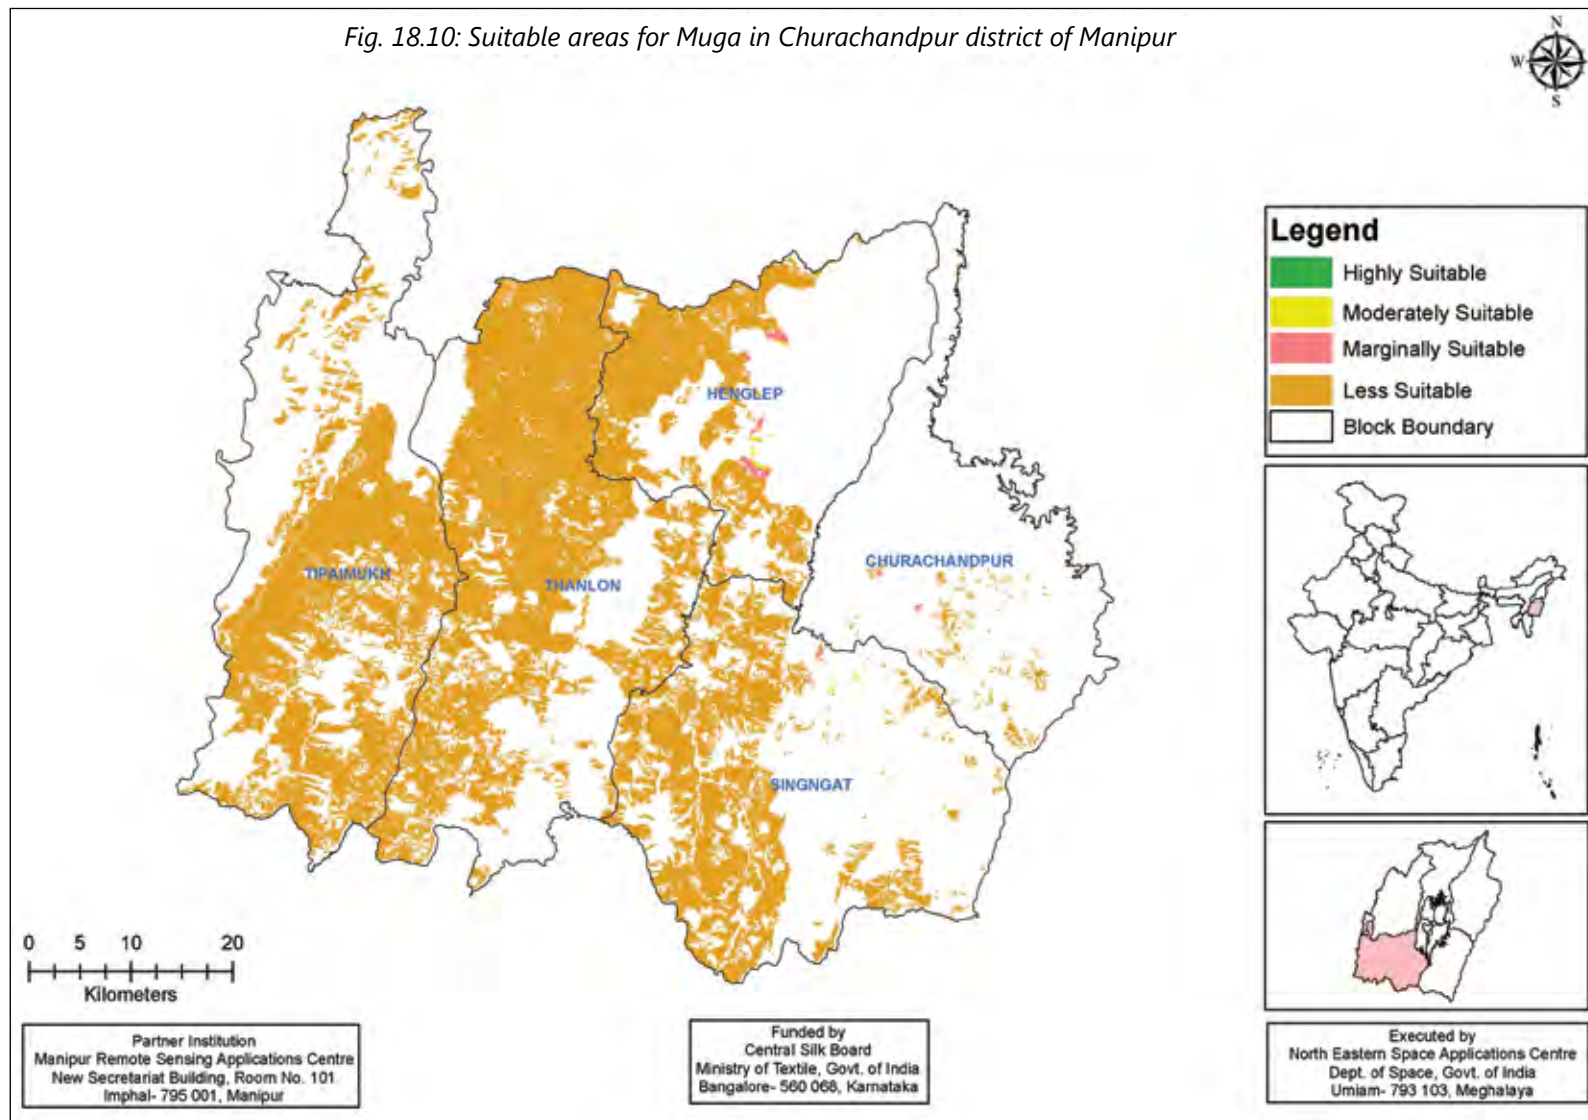 Fig. 18.10: Suitable areas for Muga in Churachandpur district of Manipur
N
W
S
Legend
Highly Suitable
Moderately Suitable
Marginally Suitable
Less Suitable
Block Boundary
HENGLEP
CHURACHANDPUR
TIPAIMUKH
THANLON
SINGNGAT
0 5 10 20
Kilometers
Partner Institution
Manipur Remote Sensing Applications Centre
New Secretariat Building, Room No. 101
Imphal- 795 001, Manipur
Funded by
Central Silk Board
Ministry of Textile, Govt. of India
Bangalore- 560 068, Karnataka
Executed by
North Eastern Space Applications Centre
Dept. of Space, Govt. of India
Umiam- 793 103, Meghalaya